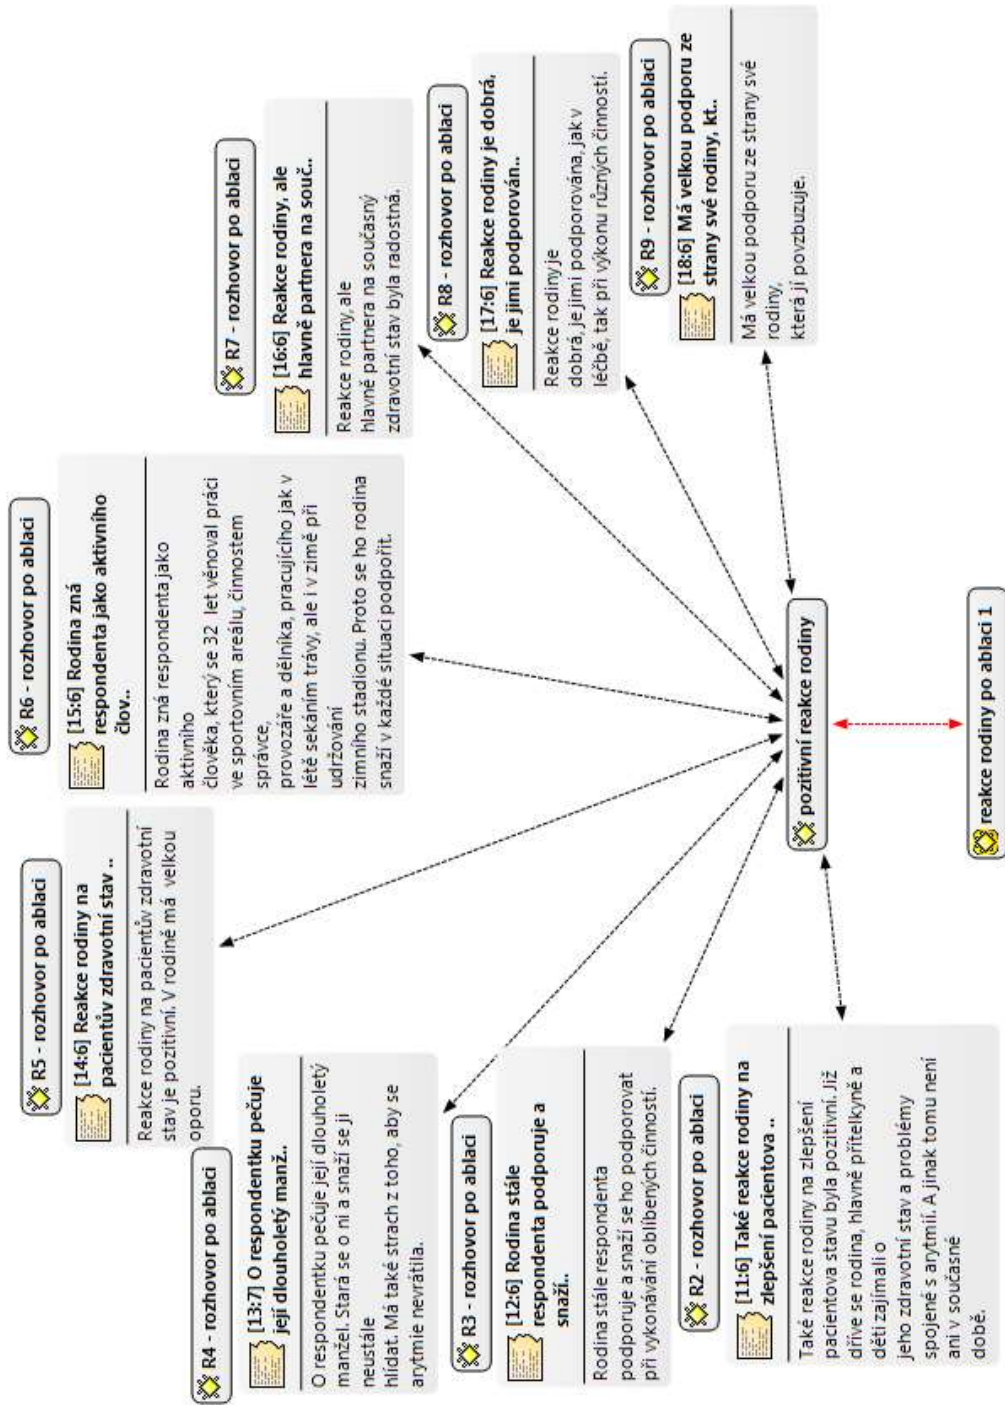 R2 - rozhovor po ablaci
[11:6] Také reakce rodiny na
zlepšení pacientova ..
Také reakce rodiny na zlepšení
pacientova stavu byla pozitivní. Již
dříve se rodina, hlavně přítelkyně a
děti zajímali o
jeho zdravotní stav a problémy
spojené s arytmií. A jinak tomu není
ani v současné
době.
R3 - rozhovor po ablaci
[12:6] Rodina stále
respondenta podporuje a
snaží..
Rodina stále respondenta
podporuje a snaží se ho podporovat
při vykonávání oblíbených činností.
R4 - rozhovor po ablaci
[13:7] O respondentku pečuje
její dlouholetý manž..
O respondentku pečuje její dlouholetý
manžel. Stará se o ni a snaží se ji
neustále
hlídat. Má také strach z toho, aby se
arytmie nevrátila.
R5 - rozhovor po ablaci
[14:6] Reakce rodiny na
pacientův zdravotní stav ..
Reakce rodiny na pacientův zdravotní
stav je pozitivní. V rodině má velkou
oporu.
R6 - rozhovor po ablaci
[15:6] Rodina zná
respondenta jako aktivního
člov..
Rodina zná respondenta jako
aktivního
člověka, který se 32 let věnoval práci
ve sportovním areálu, činnostem
správce,
provozáře a dělníka, pracujícího jak v
létě sekáním trávy, ale i v zimě při
udržování
zimního stadionu. Proto se ho rodina
snaží v každé situaci podpořit.
R7 - rozhovor po ablaci
[16:6] Reakce rodiny, ale
hlavně partnera na souč..
Reakce rodiny, ale
hlavně partnera na současný
zdravotní stav byla radostná.
R8 - rozhovor po ablaci
[17:6] Reakce rodiny je dobrá,
je jimi podporován..
Reakce rodiny je
dobrá, je jimi podporována, jak v
léčbě, tak při výkonu různých činností.
R9 - rozhovor po ablaci
[18:6] Má velkou podporu ze
strany své rodiny, kt..
Má velkou podporu ze strany své
rodiny,
která jí povzbuzuje.
pozitivní reakce rodiny
reakce rodiny po ablaci 1